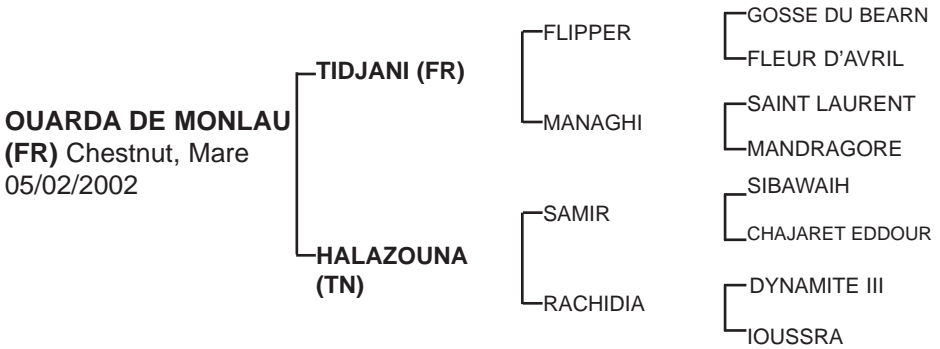 OUARDA DE MONLAU
(FR) Chestnut, Mare
05/02/2002
TIDJANI (FR)
HALAZOUNA
(TN)
FLIPPER
MANAGHI
SAMIR
RACHIDIA
GOSSE DU BEARN
FLEUR D’AVRIL
SAINT LAURENT
MANDRAGORE
SIBAWAIH
CHAJARET EDDOUR
DYNAMITE III
IOUSSRA